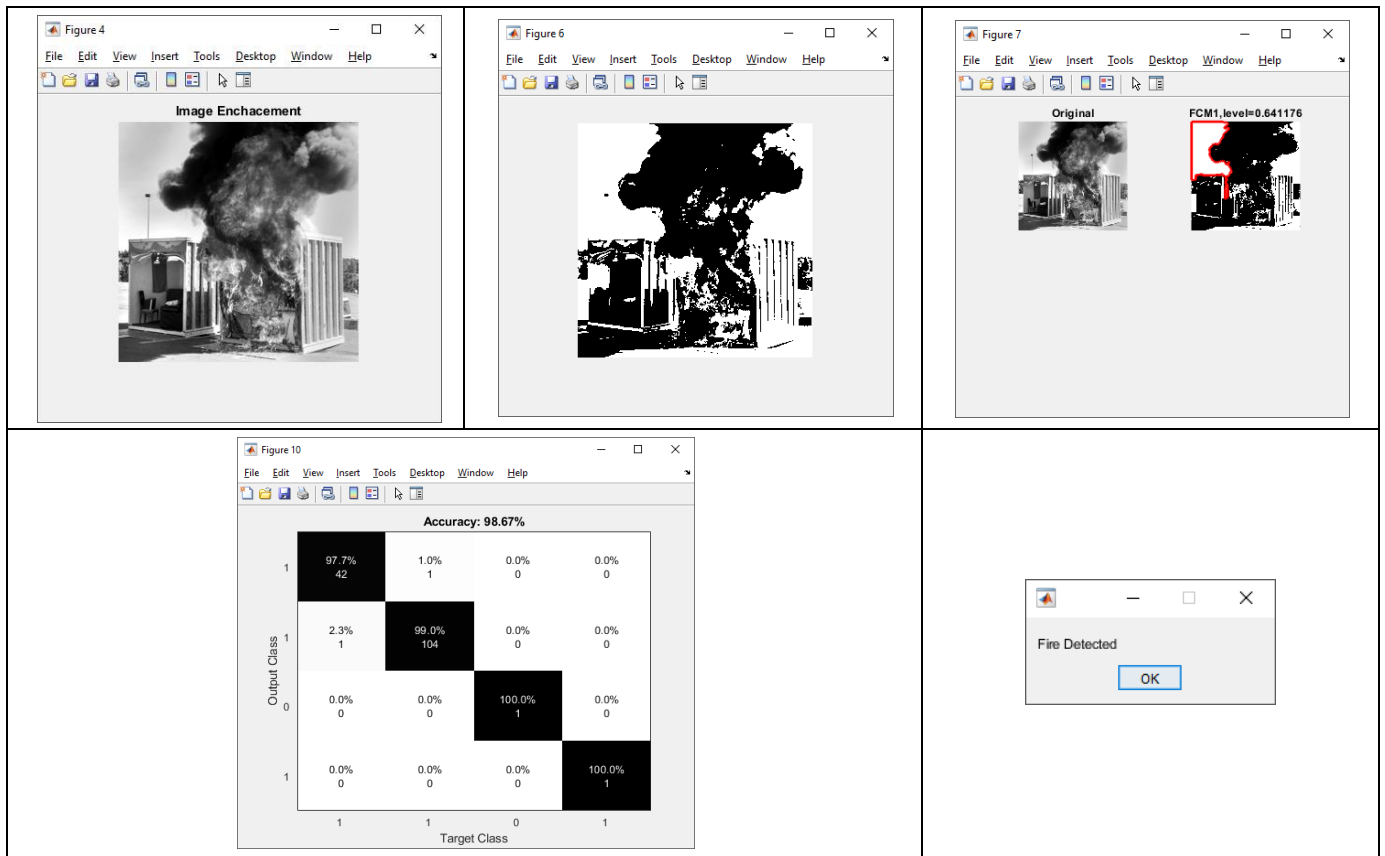 Figure 4
File Edit View Insert Tools Desktop Window Help
Image Enchacement
Figure 6
File Edit View Insert Tools Desktop Window Help
Figure 7
File Edit View Insert Tools Desktop Window Help
Original
FCM1,level=0.641176
Figure 10
File Edit View Insert Tools Desktop Window Help
Accuracy: 98.67%
Output Class
1 97.7% 1.0% 0.0% 0.0%
42 1 0 0
1 2.3% 99.0% 0.0% 0.0%
1 104 0 0
0 0.0% 0.0% 100.0% 0.0%
0 0 1 0
1 0.0% 0.0% 0.0% 100.0%
0 0 0 1
1 1 0 1
Target Class
Fire Detected
OK